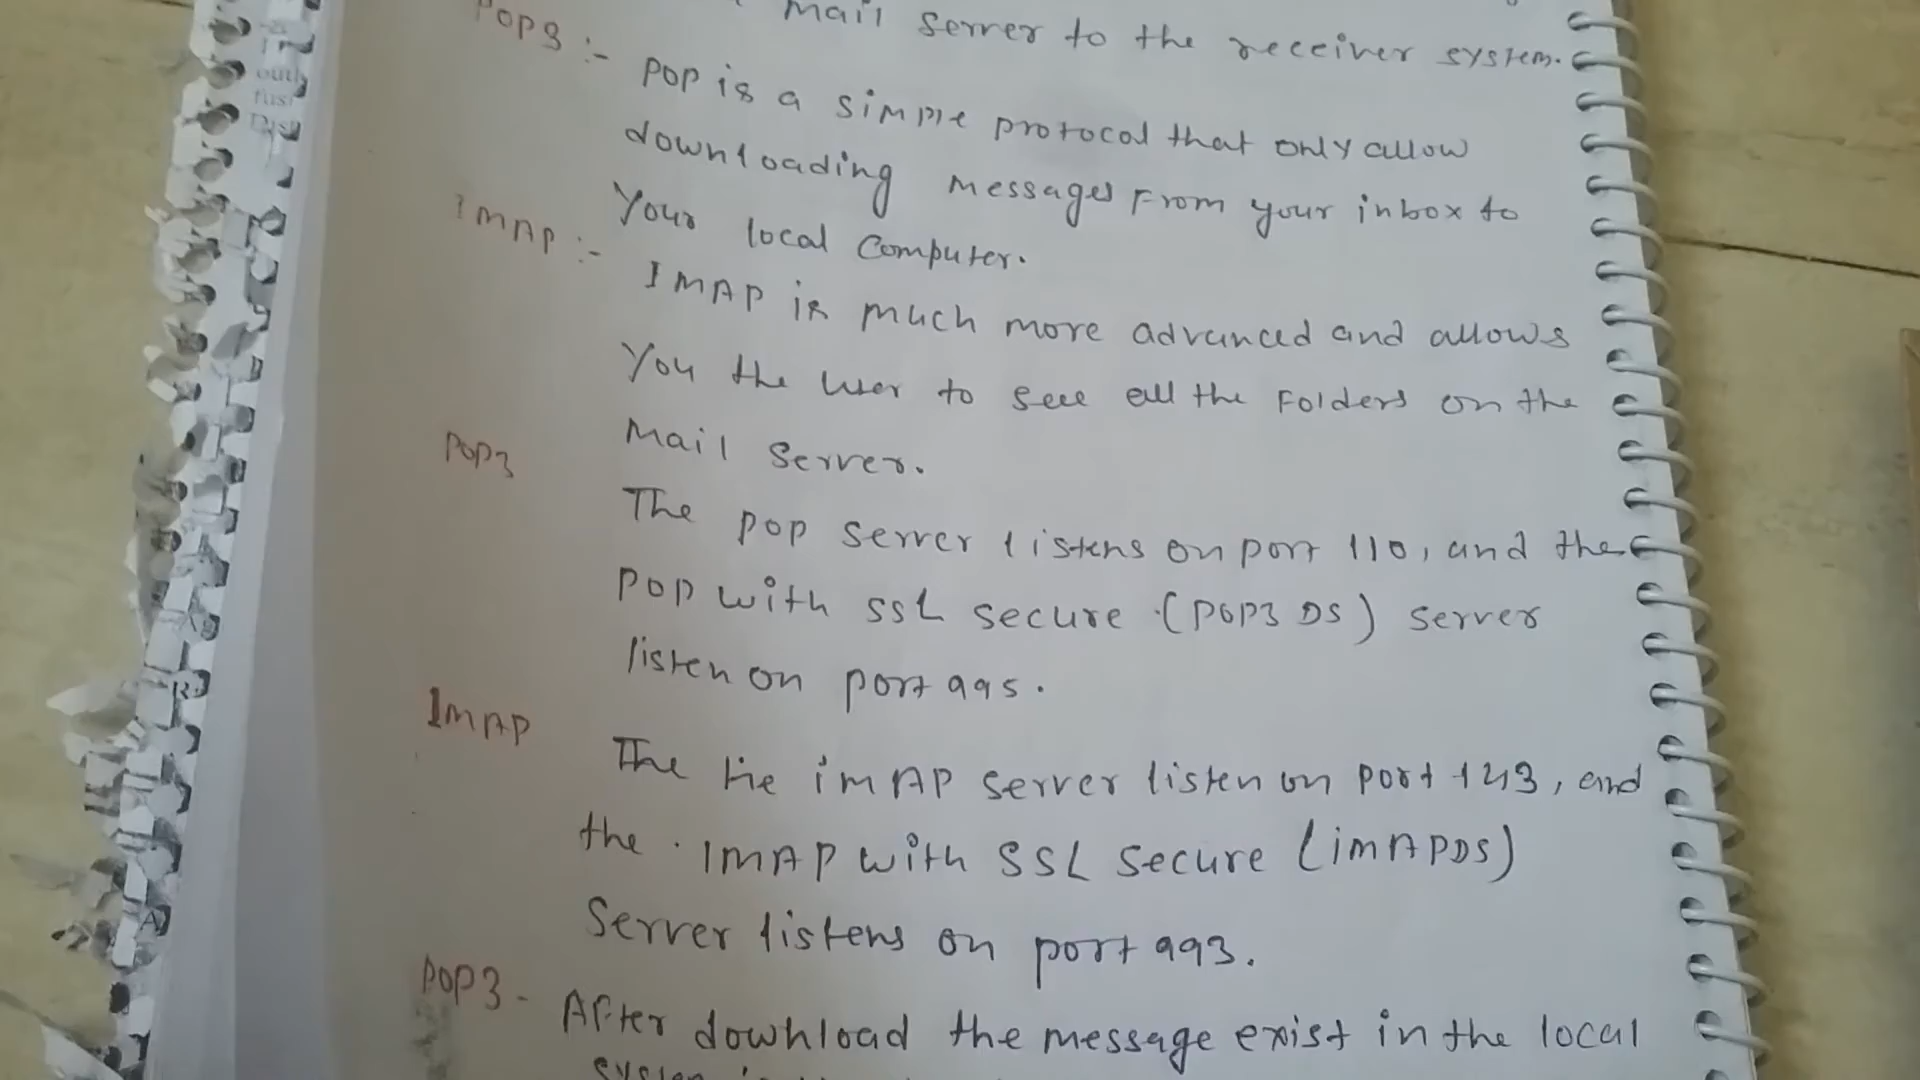 Mail server to the receiver system.
POP3 :- POP is a simple protocol that only allow
downloading messages From your inbox to
Your local Computer.
IMAP :- IMAP is much more advanced and allows
You the user to see all the Folders on the
Mail Server.
POP3 The pop server listens on port 110, and the
POP with SSL secure (POP3 DS) server
listen on port 995.
IMAP The the iMAP server listen on port 143, and
the IMAP with SSL secure (iMAPDS)
Server listens on port 993.
POP3 - After download the message exist in the local